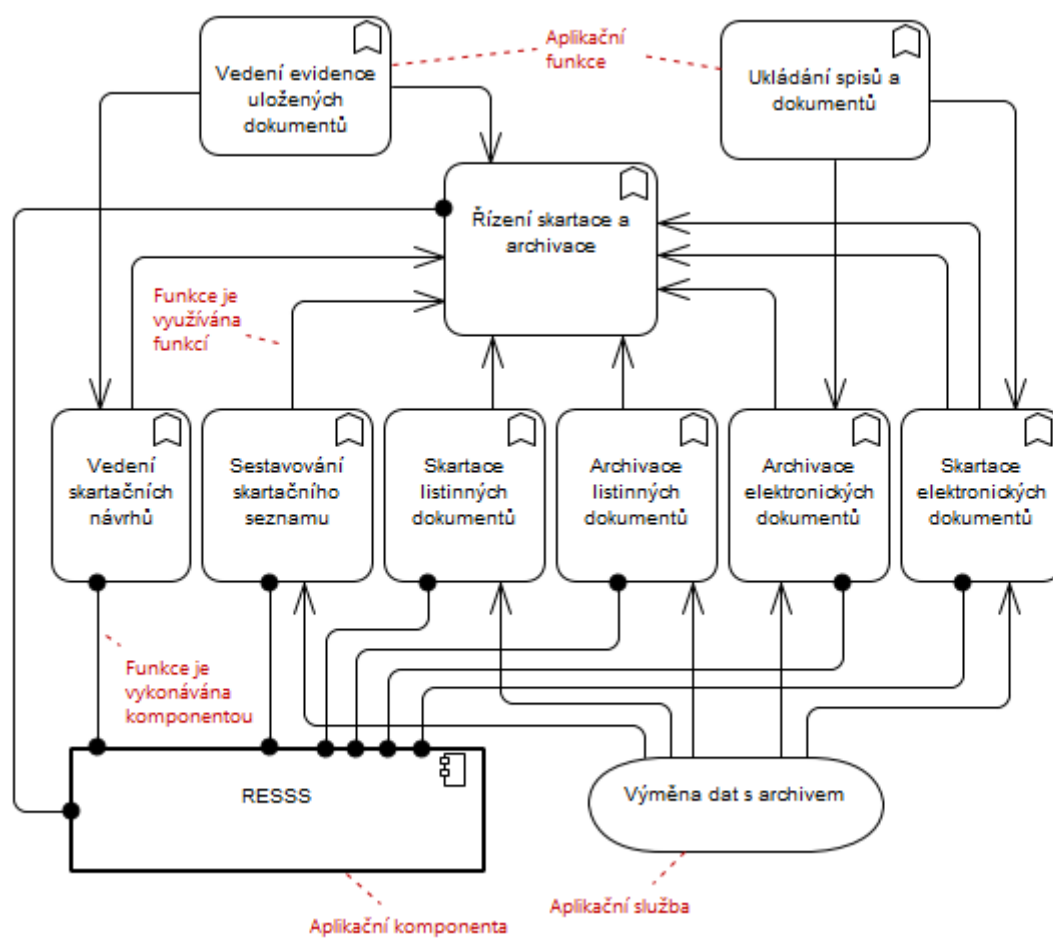 Aplikační
funkce
Vedení evidence
uložených
dokumentů
Ukládání spisů a
dokumentů
Řízení skartace a
archivace
Funkce je
využívána
funkcí
Vedení
skartačních
návrhů
Sestavování
skartačního
seznamu
Skartace
listinných
dokumentů
Archivace
listinných
dokumentů
Archivace
elektronických
dokumentů
Skartace
elektronických
dokumentů
Funkce je
vykonávána
komponentou
RESSS
Výměna dat s archivem
Aplikační komponenta
Aplikační služba